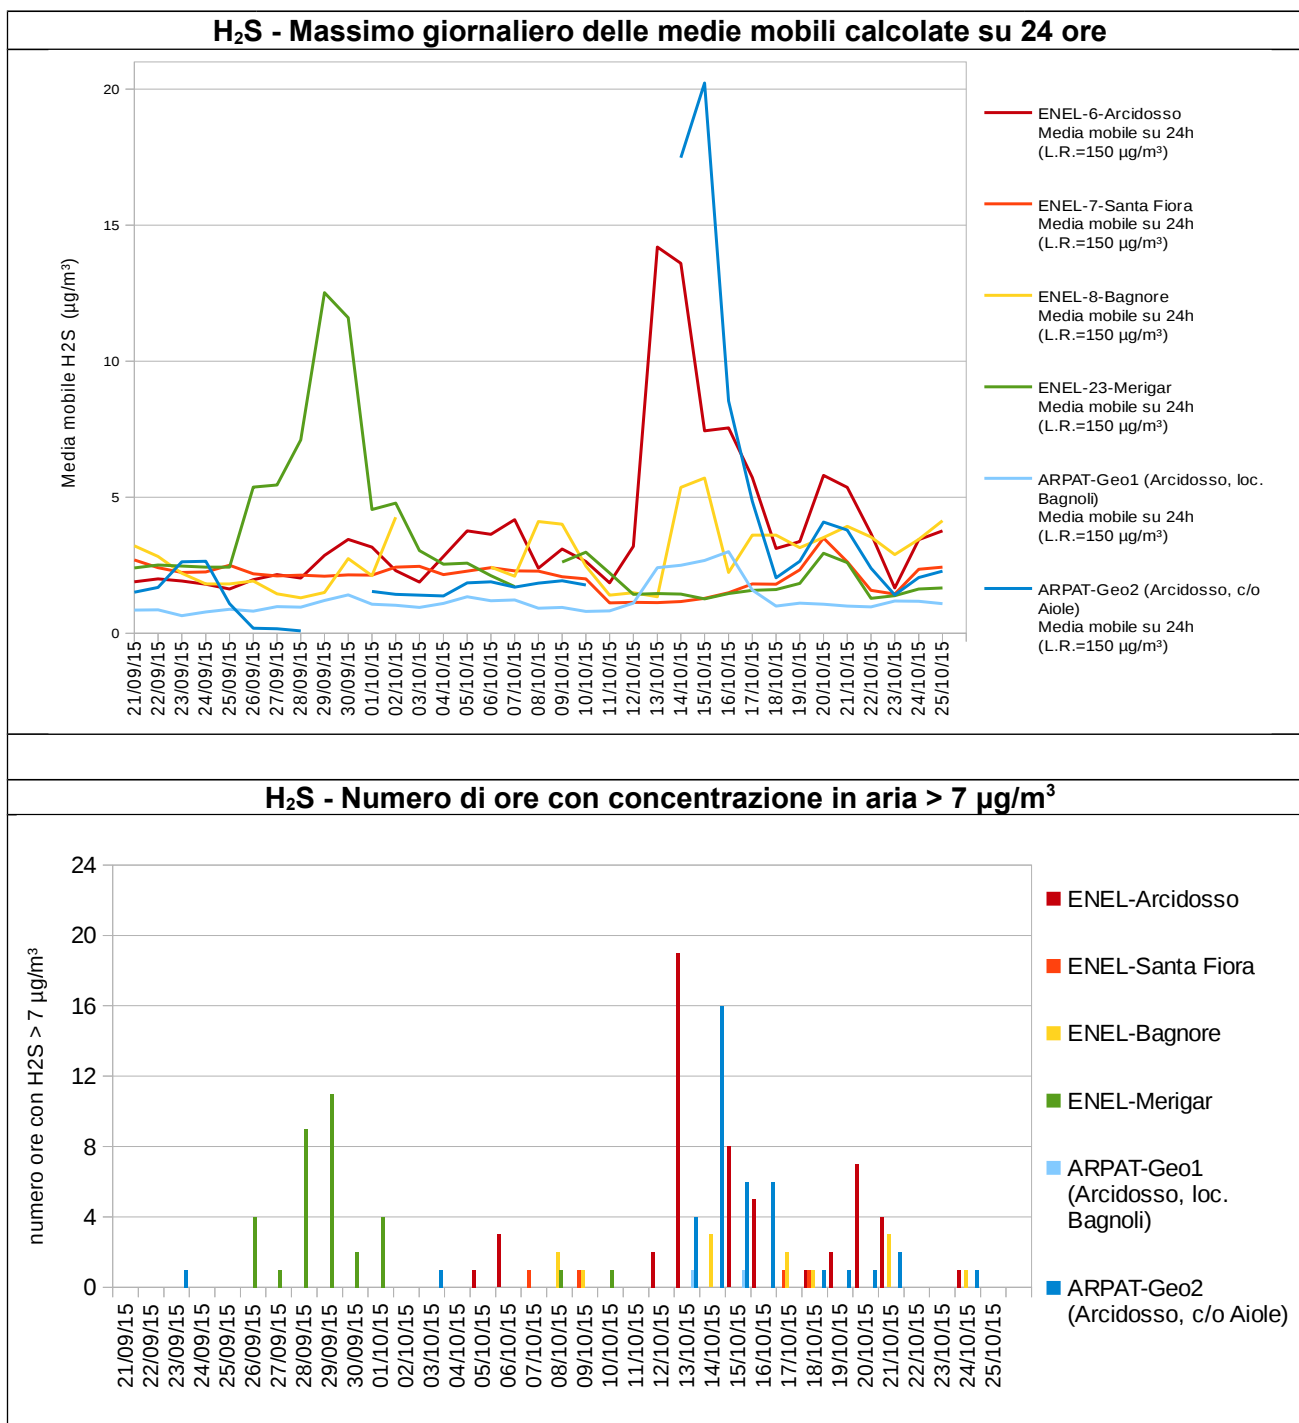 H₂S - Massimo giornaliero delle medie mobili calcolate su 24 ore
Media mobile H2S (µg/m³)
20
15
10
5
0
21/09/15
22/09/15
23/09/15
24/09/15
25/09/15
26/09/15
27/09/15
28/09/15
29/09/15
30/09/15
01/10/15
02/10/15
03/10/15
04/10/15
05/10/15
06/10/15
07/10/15
08/10/15
09/10/15
10/10/15
11/10/15
12/10/15
13/10/15
14/10/15
15/10/15
16/10/15
17/10/15
18/10/15
19/10/15
20/10/15
21/10/15
22/10/15
23/10/15
24/10/15
25/10/15
ENEL-6-Arcidosso
Media mobile su 24h
(L.R.=150 µg/m³)
ENEL-7-Santa Fiora
Media mobile su 24h
(L.R.=150 µg/m³)
ENEL-8-Bagnore
Media mobile su 24h
(L.R.=150 µg/m³)
ENEL-23-Merigar
Media mobile su 24h
(L.R.=150 µg/m³)
ARPAT-Geo1 (Arcidosso, loc.
Bagnoli)
Media mobile su 24h
(L.R.=150 µg/m³)
ARPAT-Geo2 (Arcidosso, c/o
Aiole)
Media mobile su 24h
(L.R.=150 µg/m³)
H₂S - Numero di ore con concentrazione in aria > 7 µg/m³
numero ore con H2S > 7 µg/m³
24
20
16
12
8
4
0
21/09/15
22/09/15
23/09/15
24/09/15
25/09/15
26/09/15
27/09/15
28/09/15
29/09/15
30/09/15
01/10/15
02/10/15
03/10/15
04/10/15
05/10/15
06/10/15
07/10/15
08/10/15
09/10/15
10/10/15
11/10/15
12/10/15
13/10/15
14/10/15
15/10/15
16/10/15
17/10/15
18/10/15
19/10/15
20/10/15
21/10/15
22/10/15
23/10/15
24/10/15
25/10/15
ENEL-Arcidosso
ENEL-Santa Fiora
ENEL-Bagnore
ENEL-Merigar
ARPAT-Geo1
(Arcidosso, loc.
Bagnoli)
ARPAT-Geo2
(Arcidosso, c/o Aiole)